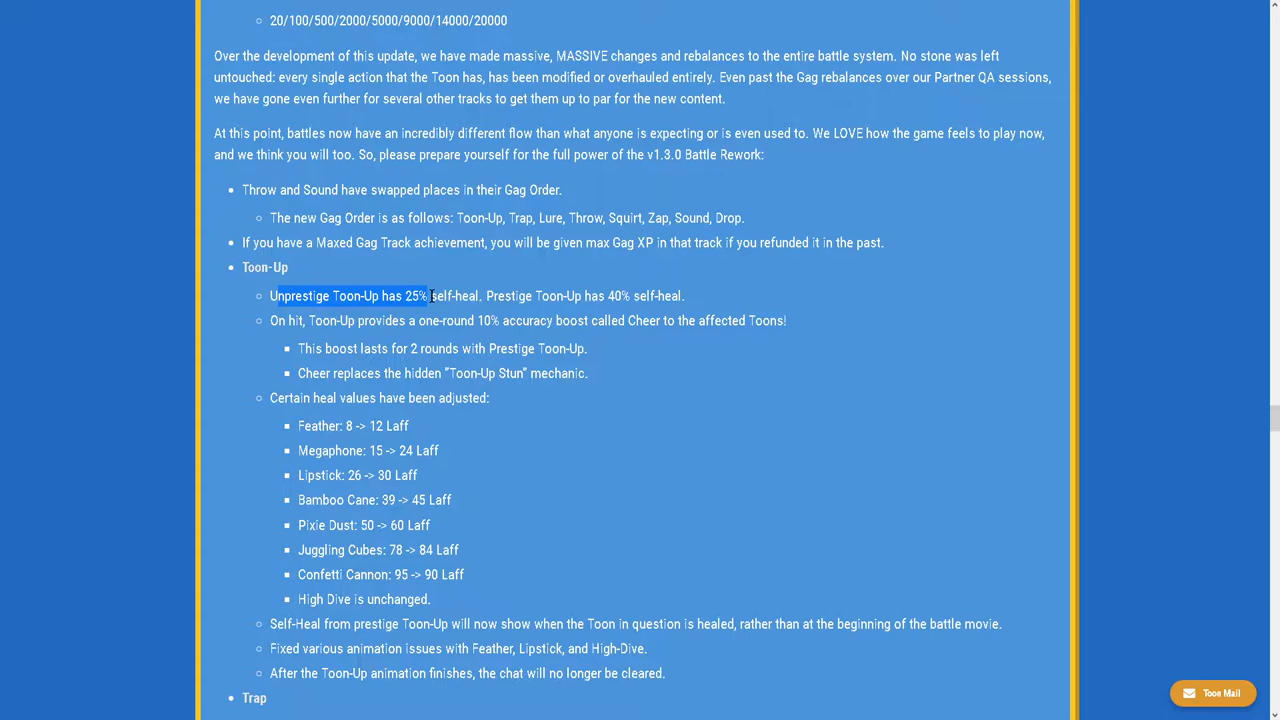 20/100/500/2000/5000/9000/14000/20000
Over the development of this update, we have made massive, MASSIVE changes and rebalances to the entire battle system. No stone was left
untouched: every single action that the Toon has, has been modified or overhauled entirely. Even past the Gag rebalances over our Partner QA sessions,
we have gone even further for several other tracks to get them up to par for the new content.
At this point, battles now have an incredibly different flow than what anyone is expecting or is even used to. We LOVE how the game feels to play now,
and we think you will too. So, please prepare yourself for the full power of the v1.3.0 Battle Rework:
Throw and Sound have swapped places in their Gag Order.
The new Gag Order is as follows: Toon-Up, Trap, Lure, Throw, Squirt, Zap, Sound, Drop.
If you have a Maxed Gag Track achievement, you will be given max Gag XP in that track if you refunded it in the past.
Toon-Up
Unprestige Toon-Up has 25% self-heal. Prestige Toon-Up has 40% self-heal.
On hit, Toon-Up provides a one-round 10% accuracy boost called Cheer to the affected Toons!
This boost lasts for 2 rounds with Prestige Toon-Up.
Cheer replaces the hidden "Toon-Up Stun" mechanic.
Certain heal values have been adjusted:
Feather: 8 -> 12 Laff
Megaphone: 15 -> 24 Laff
Lipstick: 26 -> 30 Laff
Bamboo Cane: 39 -> 45 Laff
Pixie Dust: 50 -> 60 Laff
Juggling Cubes: 78 -> 84 Laff
Confetti Cannon: 95 -> 90 Laff
High Dive is unchanged.
Self-Heal from prestige Toon-Up will now show when the Toon in question is healed, rather than at the beginning of the battle movie.
Fixed various animation issues with Feather, Lipstick, and High-Dive.
After the Toon-Up animation finishes, the chat will no longer be cleared.
Trap
Toon Mail